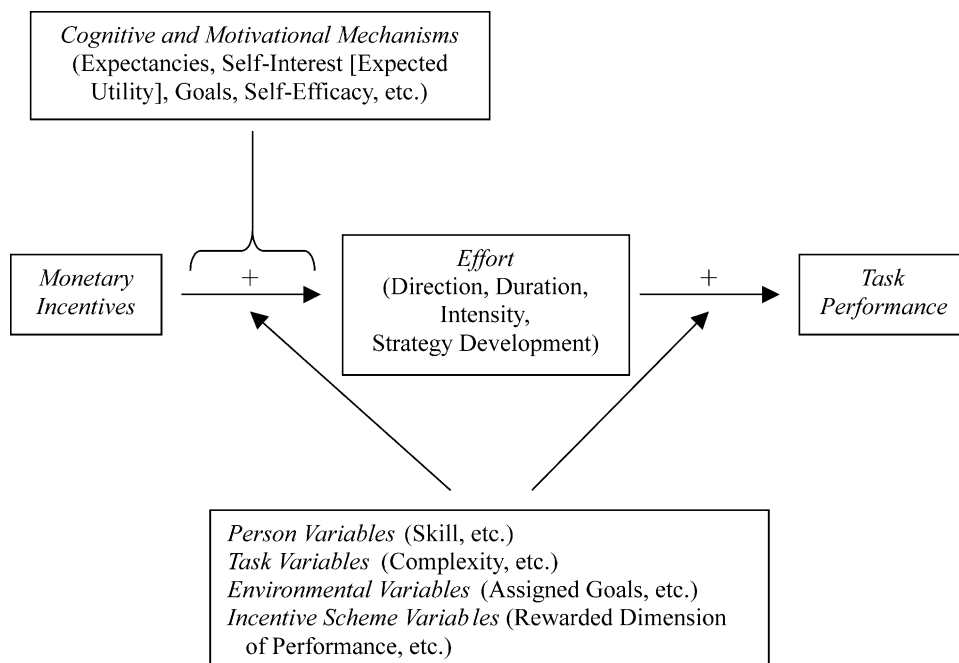 Cognitive and Motivational Mechanisms
(Expectancies, Self-Interest [Expected
Utility], Goals, Self-Efficacy, etc.)
Monetary
Incentives
+
Effort
(Direction, Duration,
Intensity,
Strategy Development)
+
Task
Performance
Person Variables (Skill, etc.)
Task Variables (Complexity, etc.)
Environmental Variables (Assigned Goals, etc.)
Incentive Scheme Variables (Rewarded Dimension
of Performance, etc.)